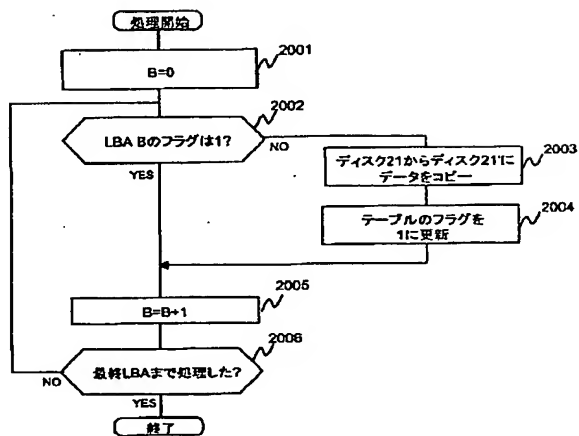 処理開始
2001
B=0
2002
LBA Bのフラグは1?
NO
YES
2003
ディスク21からディスク21'に
データをコピー
2004
テーブルのフラグを
1に更新
2005
B=B+1
2006
最終LBAまで処理した?
NO
YES
終了